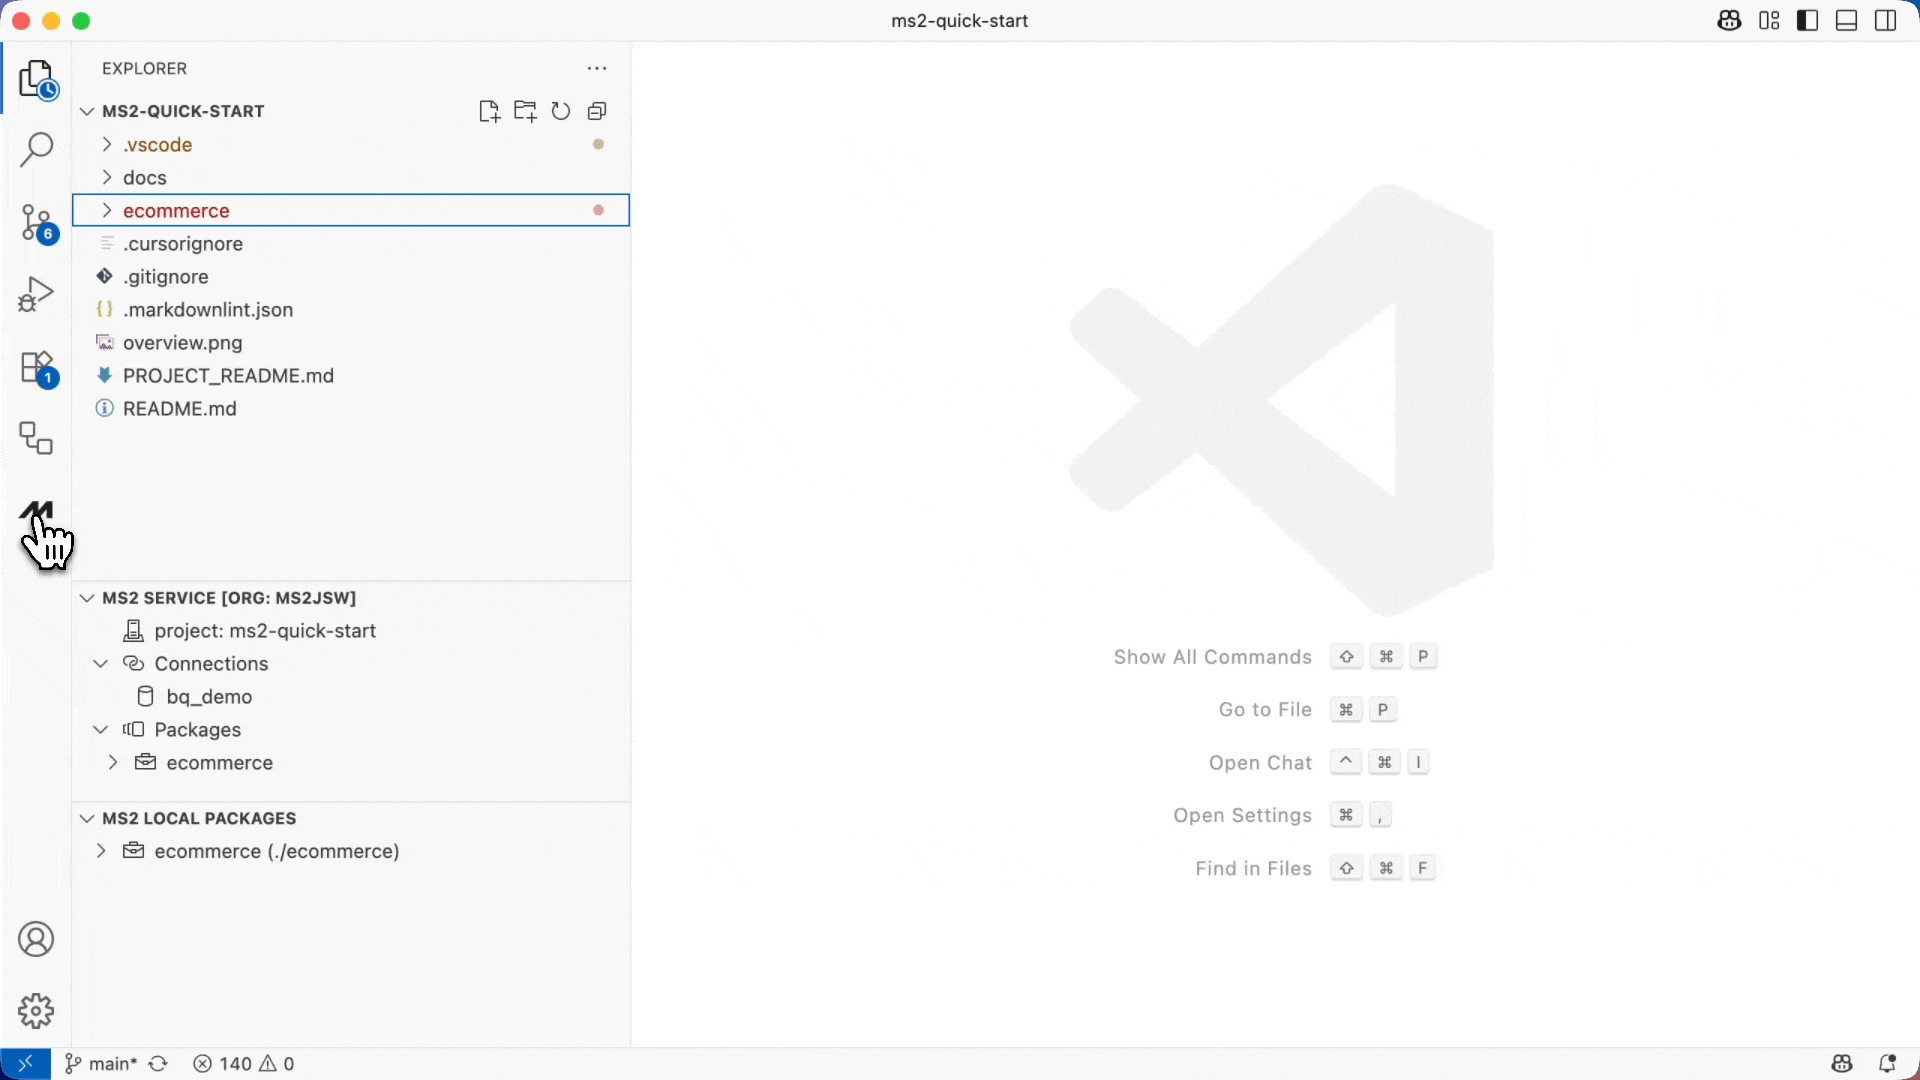 ms2-quick-start
EXPLORER
MS2-QUICK-START
.vscode
docs
ecommerce
6
.cursorignore
.gitignore
.markdownlint.json
overview.png
1
PROJECT_README.md
README.md
MS2 SERVICE [ORG: MS2JSW]
project: ms2-quick-start
Connections
bq_demo
Packages
ecommerce
MS2 LOCAL PACKAGES
ecommerce (./ecommerce)
Show All Commands ⇧ ⌘ P
Go to File ⌘ P
Open Chat ^ ⌘ I
Open Settings ⌘ ,
Find in Files ⇧ ⌘ F
main* 140 0